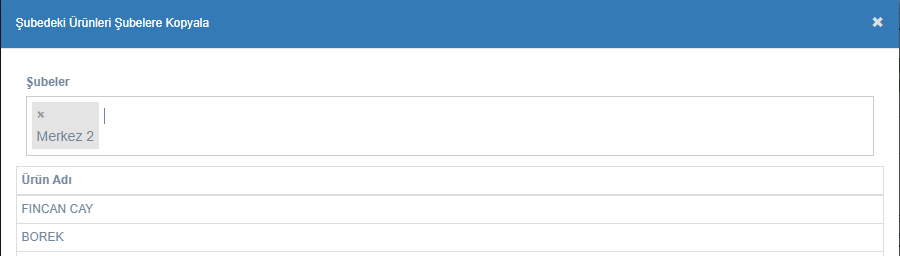 Şubedeki Ürünleri Şubelere Kopyala
Şubeler
×
Merkez 2
Ürün Adı
FINCAN CAY
BOREK